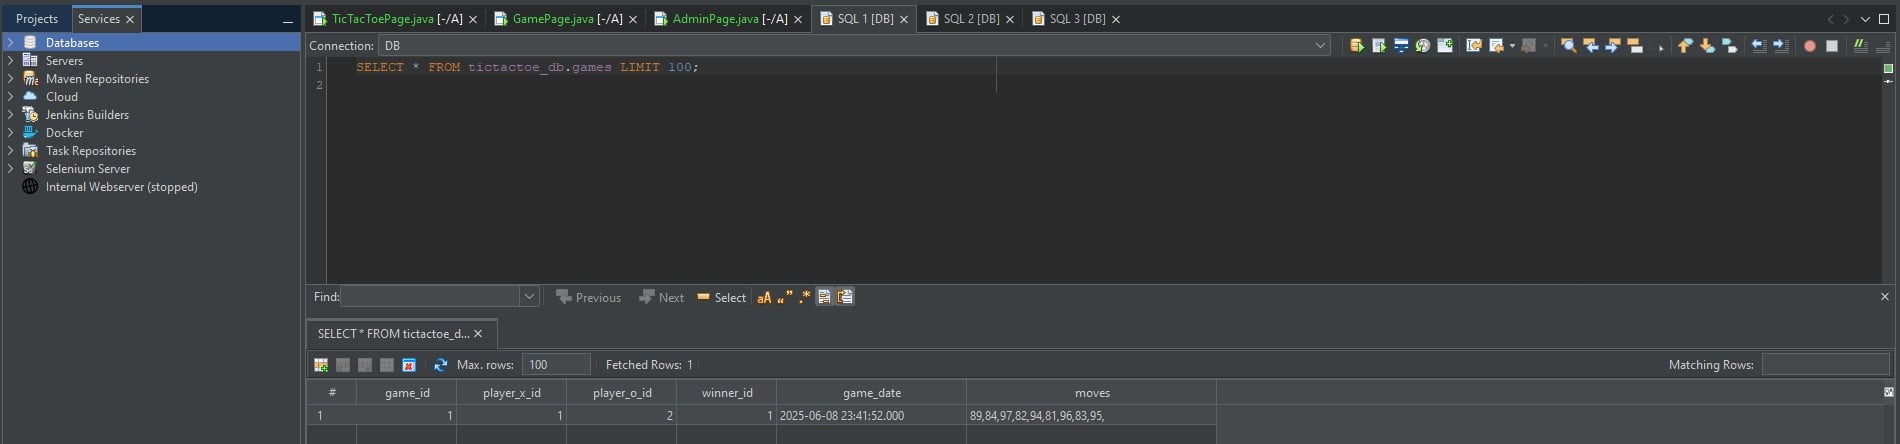 Projects Services
TicTacToePage.java [-/A] GamePage.java [-/A] AdminPage.java [-/A] SQL 1 [DB] SQL 2 [DB] SQL 3 [DB]
Databases
Servers
Maven Repositories
Cloud
Jenkins Builders
Docker
Task Repositories
Selenium Server
Internal Webserver (stopped)
Connection: DB
1 SELECT * FROM tictactoe_db.games LIMIT 100;
2
Find: Previous Next Select aA „” .*
SELECT * FROM tictactoe_d...
Max. rows: 100 Fetched Rows: 1 Matching Rows:
# game_id player_x_id player_o_id winner_id game_date moves
1 1 1 2 1 2025-06-08 23:41:52.000 89,84,97,82,94,81,96,83,95,